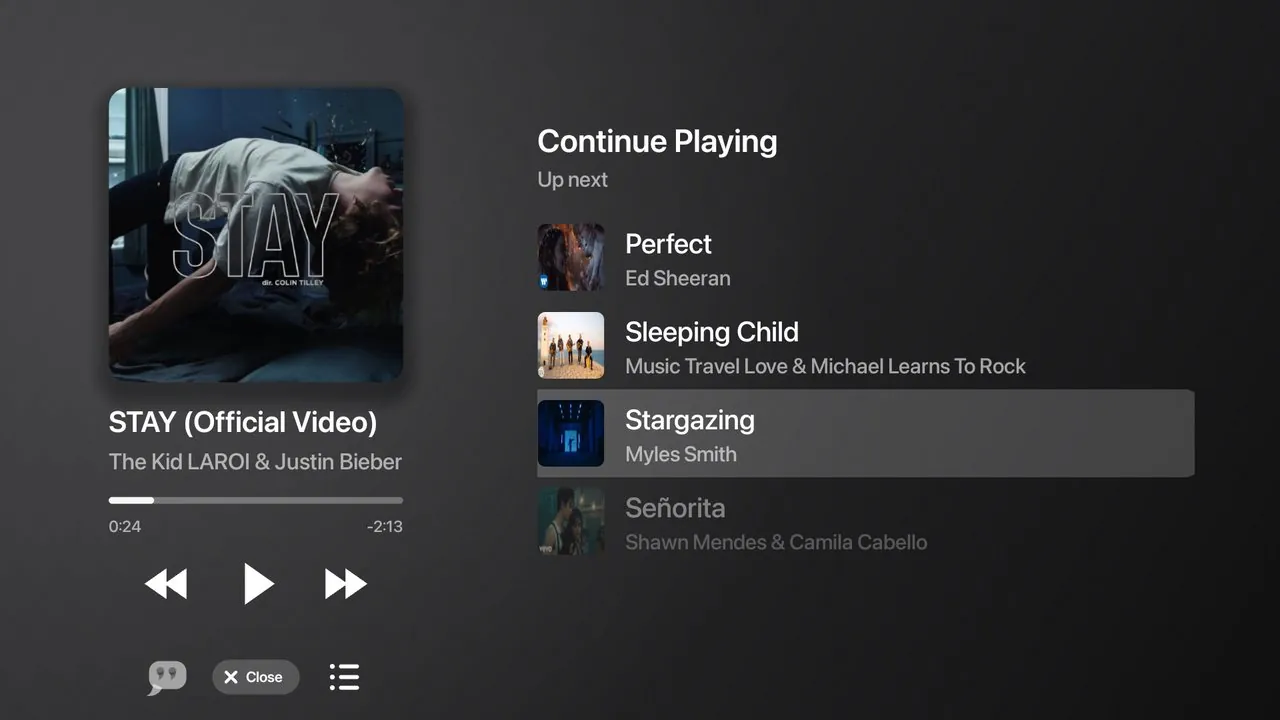 STAY
dir. COLIN TILLEY
STAY (Official Video)
The Kid LAROI & Justin Bieber
0:24
-2:13
Close
Continue Playing
Up next
Perfect
Ed Sheeran
Sleeping Child
Music Travel Love & Michael Learns To Rock
Stargazing
Myles Smith
Señorita
Shawn Mendes & Camila Cabello